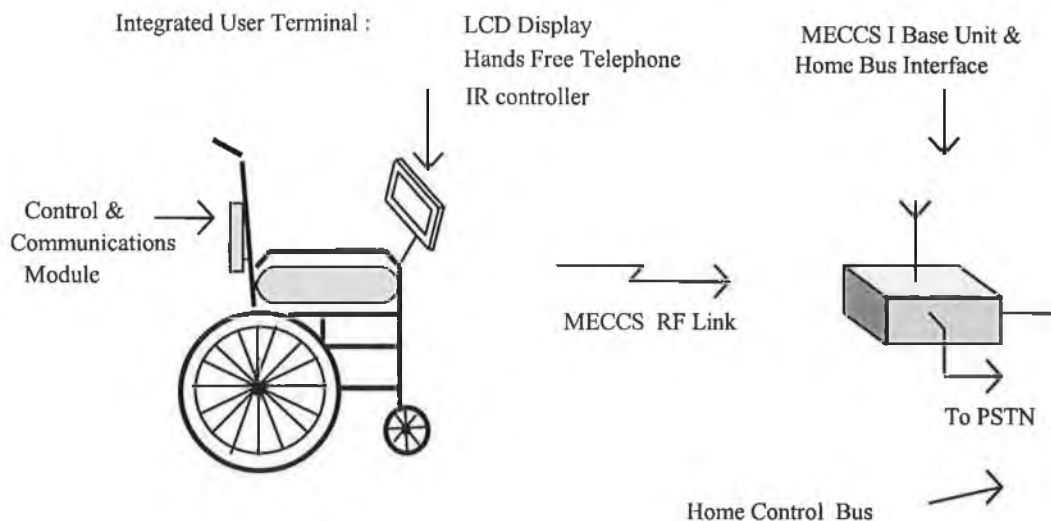 Integrated User Terminal :
LCD Display
Hands Free Telephone
IR controller
MECCS I Base Unit &
Home Bus Interface
Control &
Communications
Module
MECCS RF Link
To PSTN
Home Control Bus